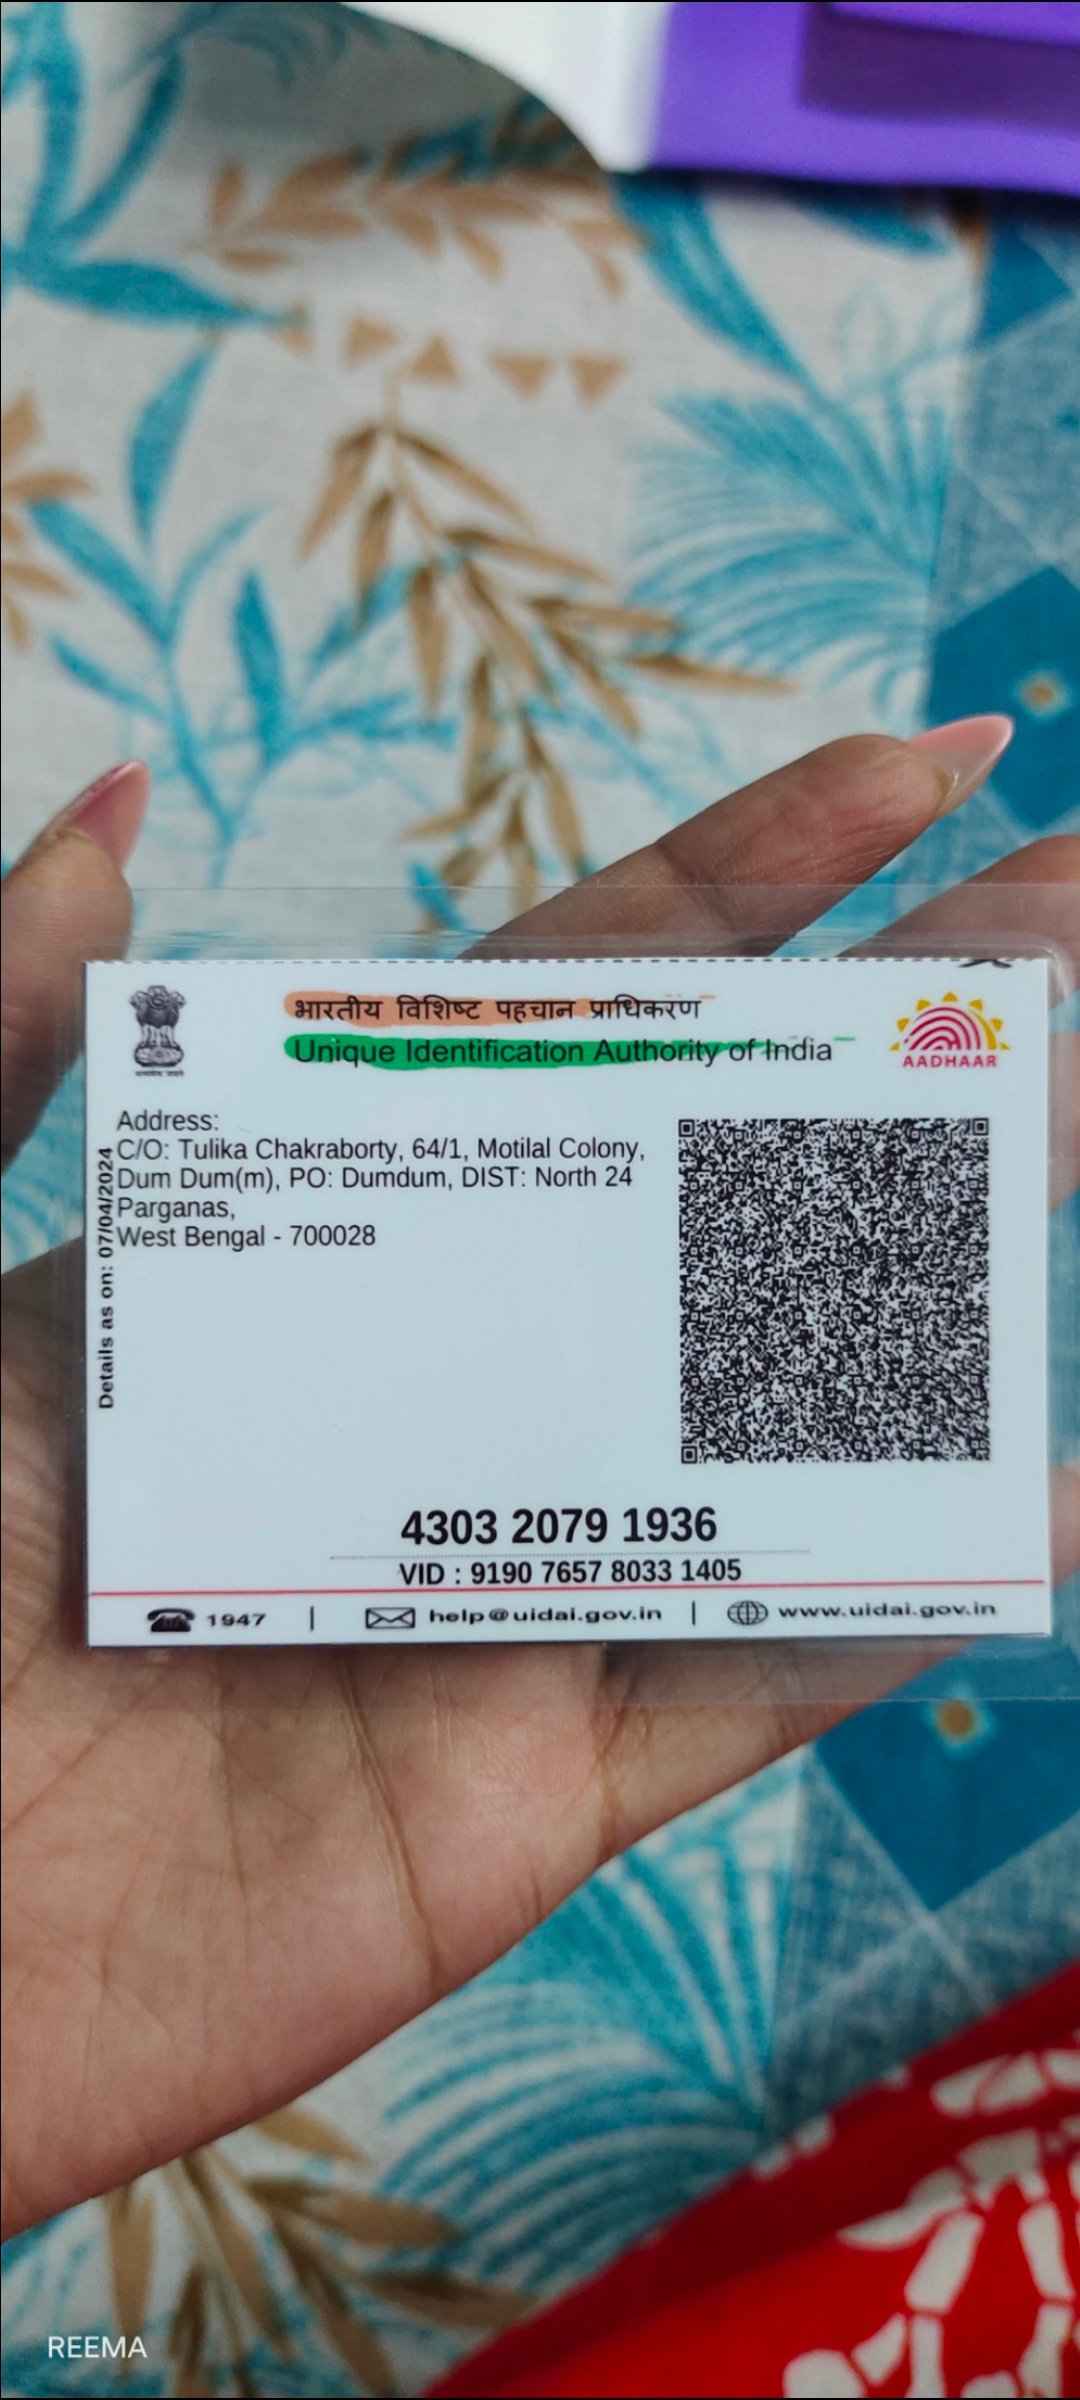 भारतीय विशिष्ट पहचान प्राधिकरण
Unique Identification Authority of India
AADHAAR
Address:
C/O: Tulika Chakraborty, 64/1, Motilal Colony,
Dum Dum(m), PO: Dumdum, DIST: North 24
Parganas,
West Bengal - 700028
Details as on: 07/04/2024
4303 2079 1936
VID : 9190 7657 8033 1405
1947 | help@uidai.gov.in | www.uidai.gov.in
REEMA